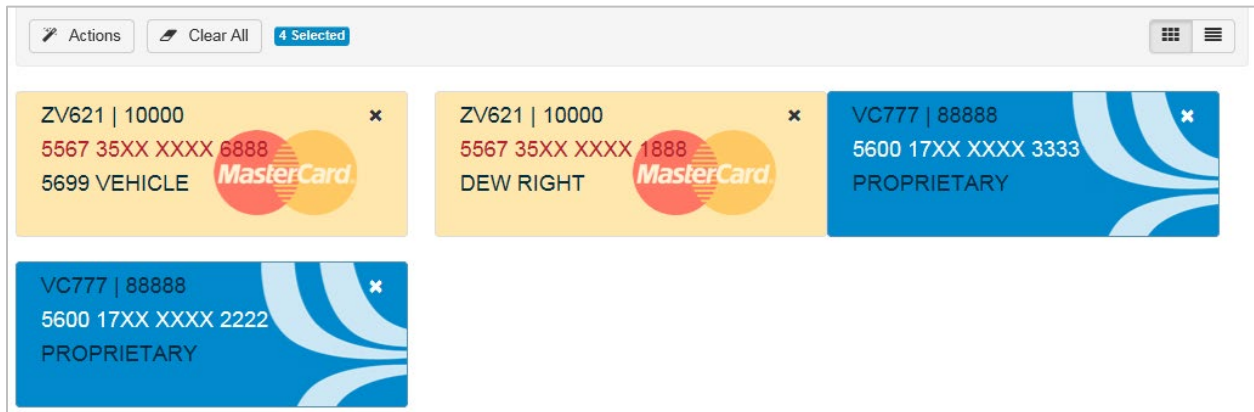 Actions Clear All 4 Selected
ZV621 | 10000
5567 35XX XXXX 6888
5699 VEHICLE
MasterCard
ZV621 | 10000
5567 35XX XXXX 1888
DEW RIGHT
MasterCard
VC777 | 88888
5600 17XX XXXX 3333
PROPRIETARY
VC777 | 88888
5600 17XX XXXX 2222
PROPRIETARY